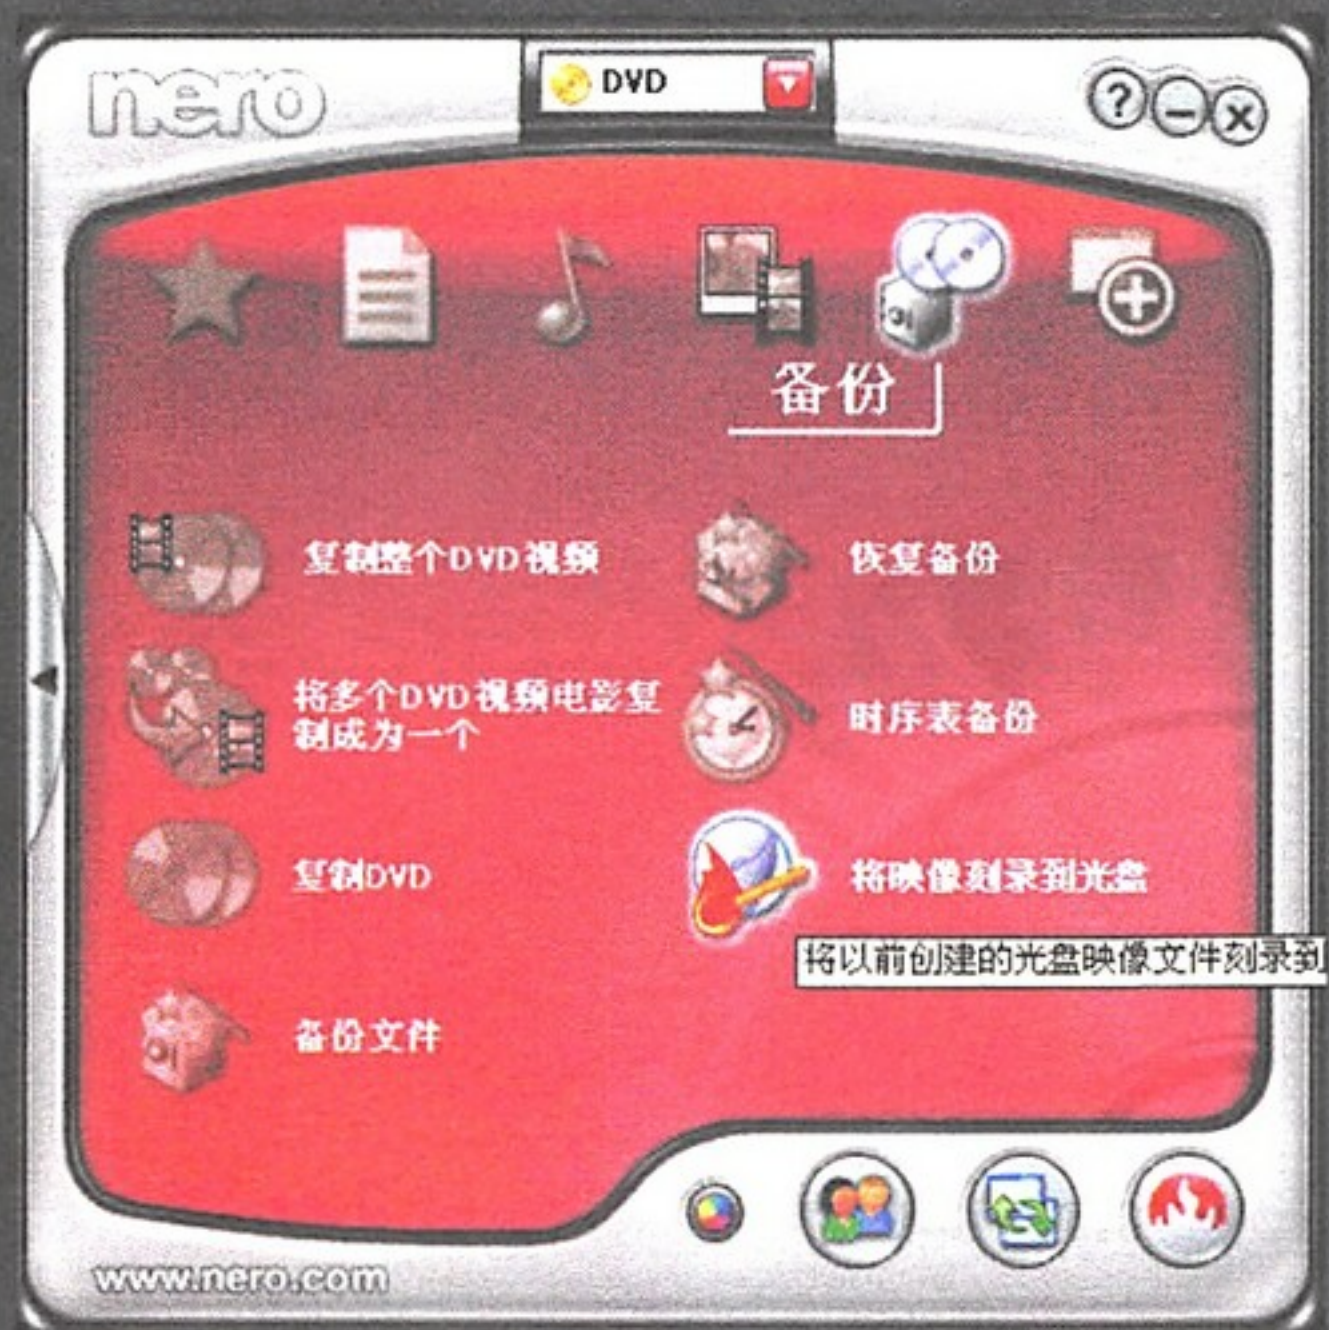 nero
DVD
备份
复制整个DVD视频
恢复备份
将多个DVD视频电影复
制成为一个
时序表备份
复制DVD
将映像刻录到光盘
将以前创建的光盘映像文件刻录到
备份文件
www.nero.com